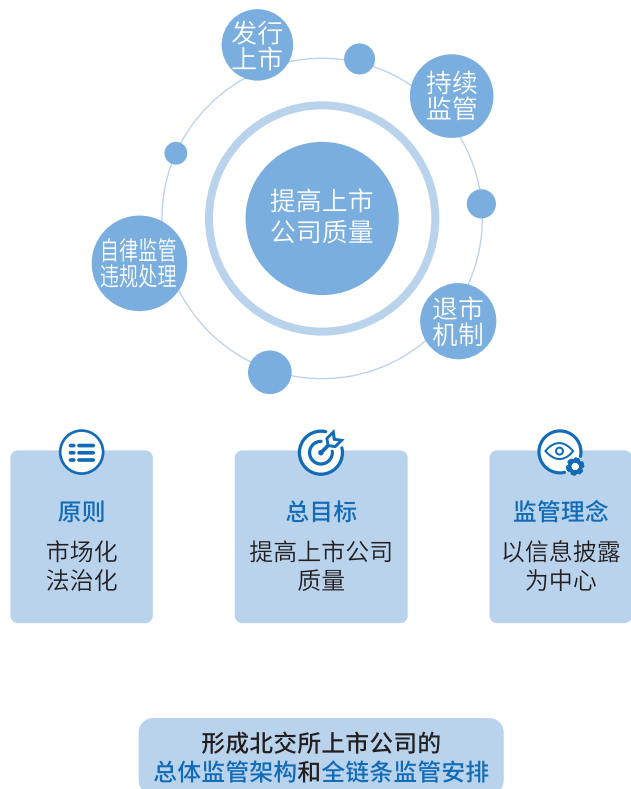 发行
上市
持续
监管
提高上市
公司质量
自律监管
违规处理
退市
机制
原则
市场化
法治化
总目标
提高上市公司
质量
监管理念
以信息披露
为中心
形成北交所上市公司的
总体监管架构和全链条监管安排